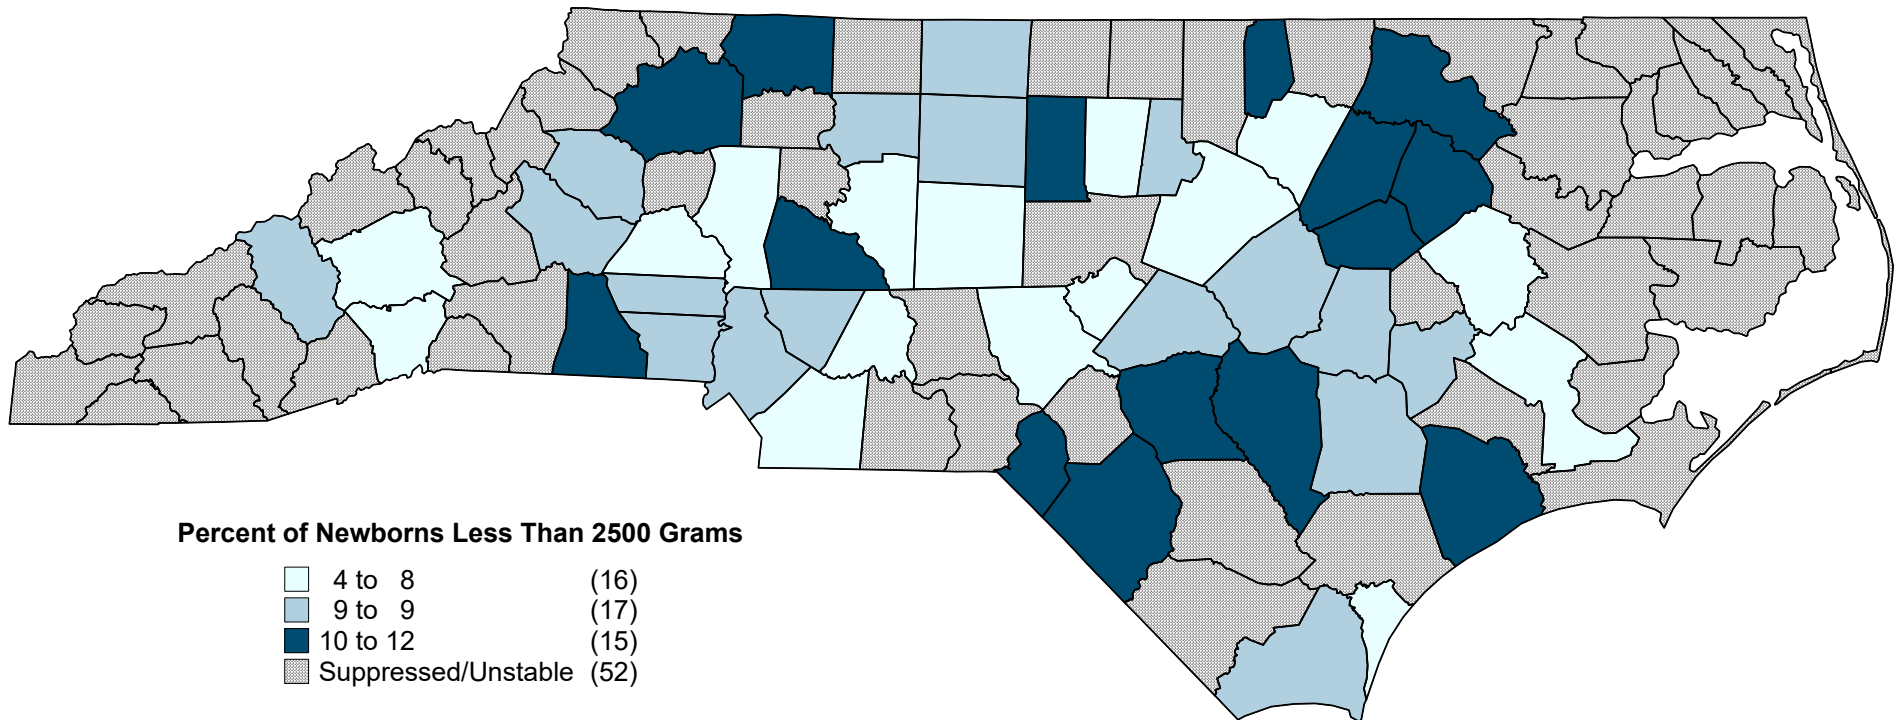 Percent of Newborns Less Than 2500 Grams
4 to 8 (16)
9 to 9 (17)
10 to 12 (15)
Suppressed/Unstable (52)